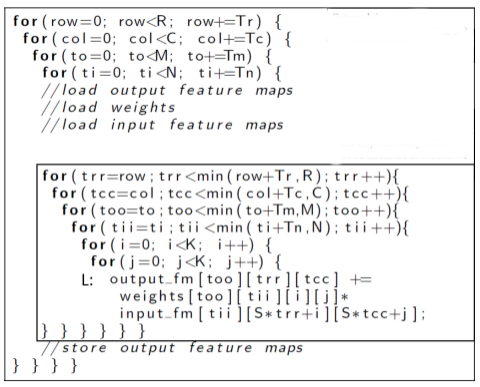 for(row=0; row<R; row+=Tr) {
for(col=0; col<C; col+=Tc) {
for(to=0; to<M; to+=Tm) {
for(ti=0; ti<N; ti+=Tn) {
//load output feature maps
//load weights
//load input feature maps
for(trr=row;trr<min(row+Tr,R);trr++){
for(tcc=col;tcc<min(col+Tc,C);tcc++){
for(too=to;too<min(to+Tm,M);too++){
for(tii=ti;tii<min(ti+Tn,N);tii++){
for(i=0; i<K; i++) {
for(j=0; j<K; j++) {
L: output_fm[too][trr][tcc] +=
weights[too][tii][i][j]*
input_fm[tii][S*trr+i][S*tcc+j];
} } } } } }
//store output feature maps
} } } }